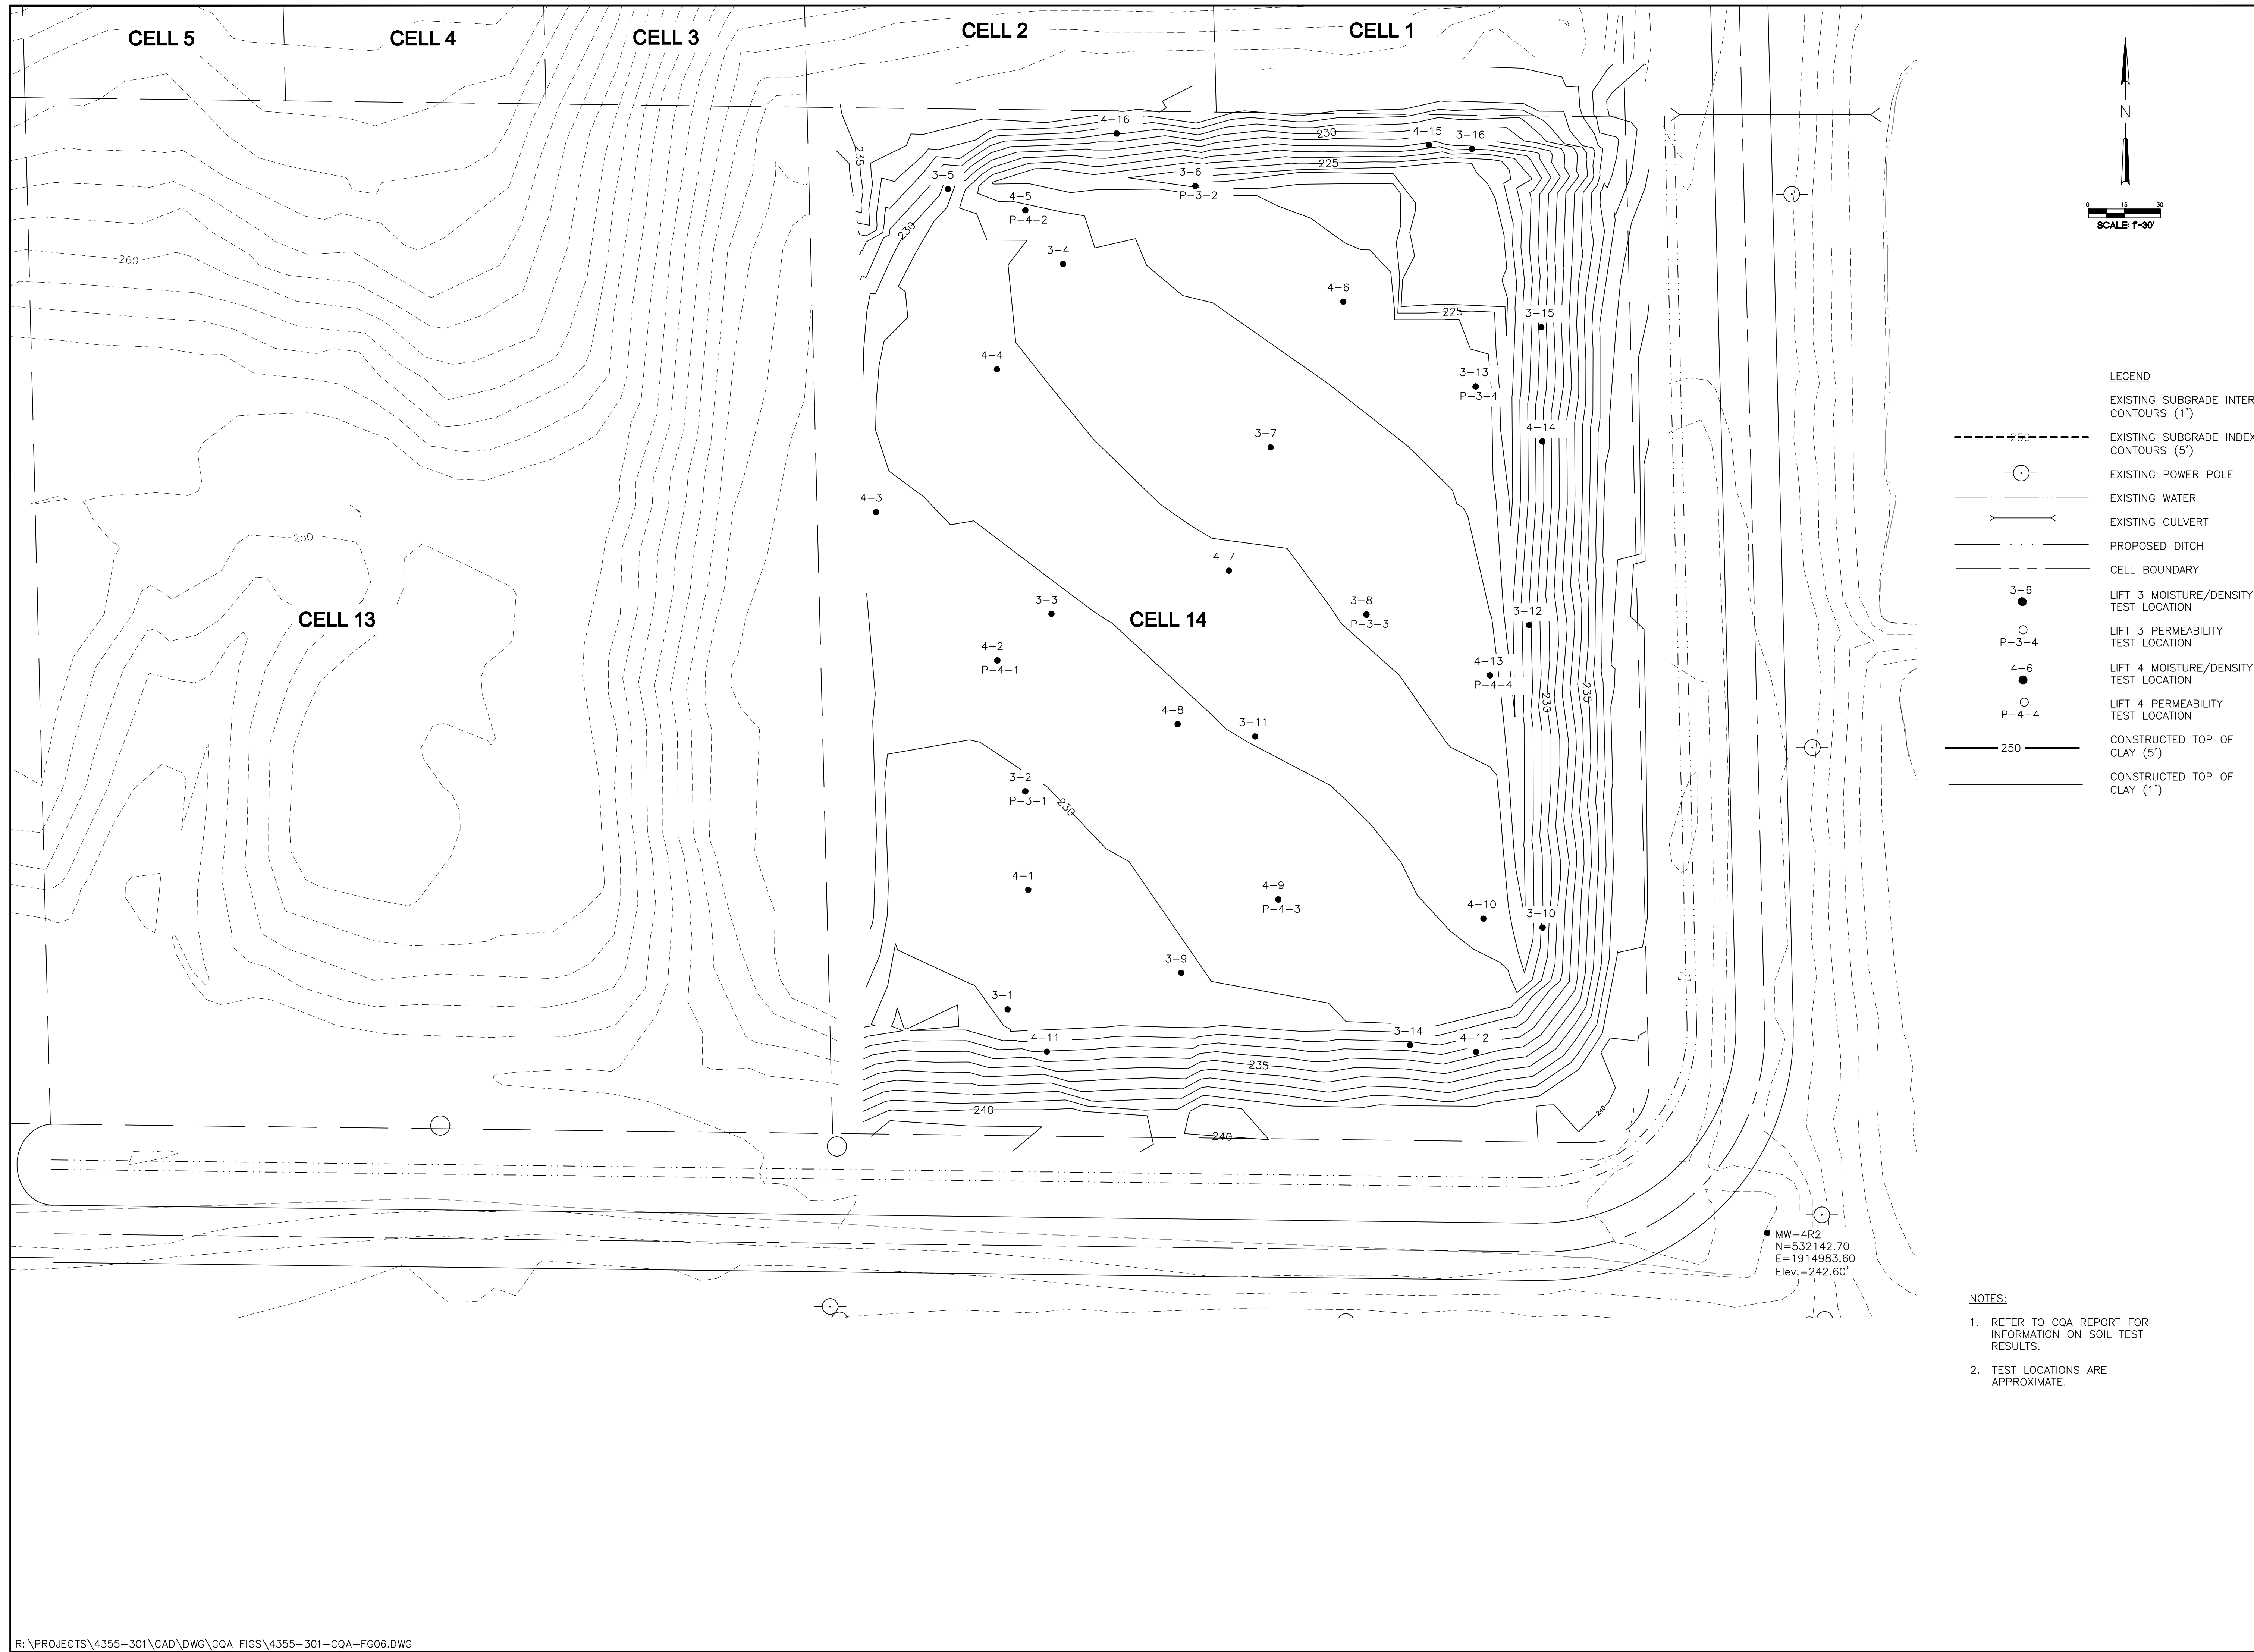 CELL 5
CELL 4
CELL 3
CELL 2
CELL 1
N
0 15 30
SCALE: 1"=30'
4-16
230
4-15
3-16
235
225
3-5
3-6
P-3-2
4-5
P-4-2
230
3-4
260
4-6
225
3-15
4-4
3-13
P-3-4
4-14
3-7
4-3
250
4-7
CELL 13
3-3
CELL 14
3-8
P-3-3
3-12
4-2
P-4-1
4-13
P-4-4
230
235
4-8
3-11
3-2
P-3-1
230
4-1
4-9
P-4-3
4-10
3-10
3-9
3-1
4-11
3-14
4-12
235
240
240
240
MW-4R2
N=532142.70
E=1914983.60
Elev.=242.60'
LEGEND
EXISTING SUBGRADE INTER
CONTOURS (1')
250
EXISTING SUBGRADE INDEX
CONTOURS (5')
EXISTING POWER POLE
EXISTING WATER
EXISTING CULVERT
PROPOSED DITCH
CELL BOUNDARY
3-6
LIFT 3 MOISTURE/DENSITY
TEST LOCATION
P-3-4
LIFT 3 PERMEABILITY
TEST LOCATION
4-6
LIFT 4 MOISTURE/DENSITY
TEST LOCATION
P-4-4
LIFT 4 PERMEABILITY
TEST LOCATION
250
CONSTRUCTED TOP OF
CLAY (5')
CONSTRUCTED TOP OF
CLAY (1')
NOTES:
1. REFER TO CQA REPORT FOR
INFORMATION ON SOIL TEST
RESULTS.
2. TEST LOCATIONS ARE
APPROXIMATE.
R:\PROJECTS\4355-301\CAD\DWG\CQA FIGS\4355-301-CQA-FG06.DWG